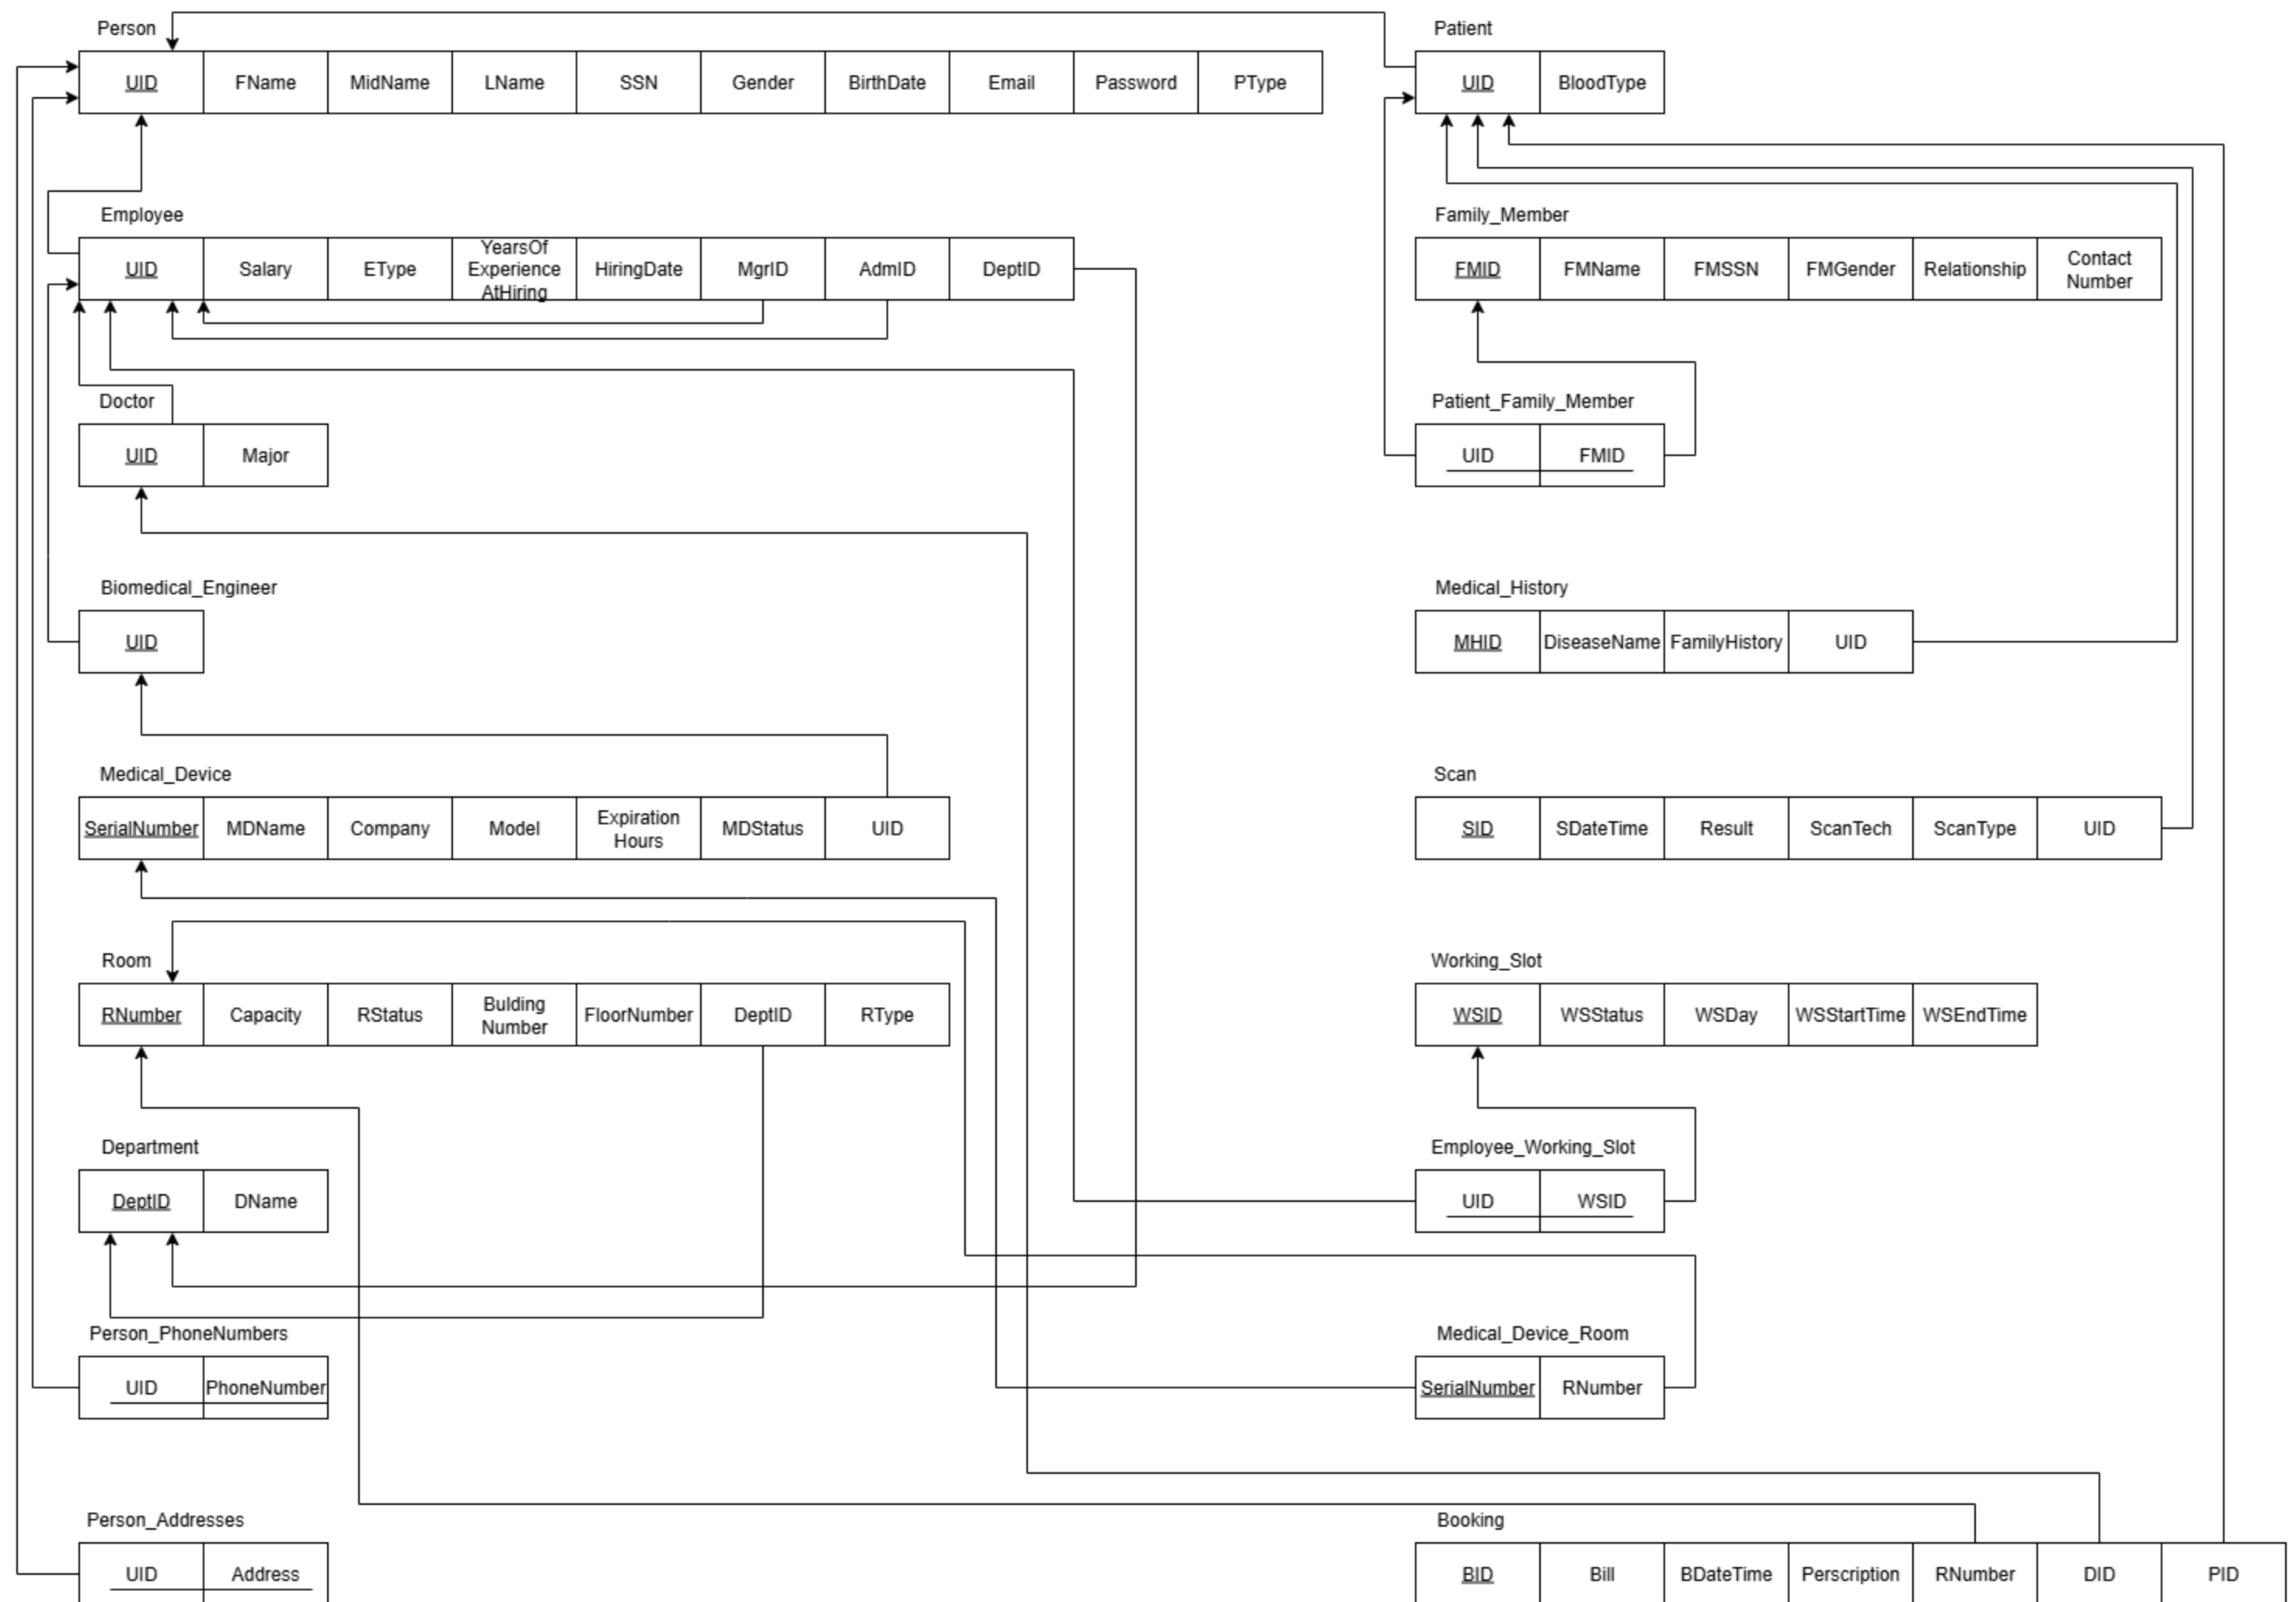 Person
UID FName MidName LName SSN Gender BirthDate Email Password PType
Patient
UID BloodType
Employee
UID Salary EType YearsOf Experience AtHiring HiringDate MgrID AdmID DeptID
Family_Member
FMID FMName FMSSN FMGender Relationship Contact Number
Doctor
UID Major
Patient_Family_Member
UID FMID
Biomedical_Engineer
UID
Medical_History
MHID DiseaseName FamilyHistory UID
Medical_Device
SerialNumber MDName Company Model Expiration Hours MDStatus UID
Scan
SID SDateTime Result ScanTech ScanType UID
Room
RNumber Capacity RStatus Bulding Number FloorNumber DeptID RType
Working_Slot
WSID WSStatus WSDay WSStartTime WSEndTime
Department
DeptID DName
Employee_Working_Slot
UID WSID
Person_PhoneNumbers
UID PhoneNumber
Medical_Device_Room
SerialNumber RNumber
Person_Addresses
UID Address
Booking
BID Bill BDateTime Perscription RNumber DID PID